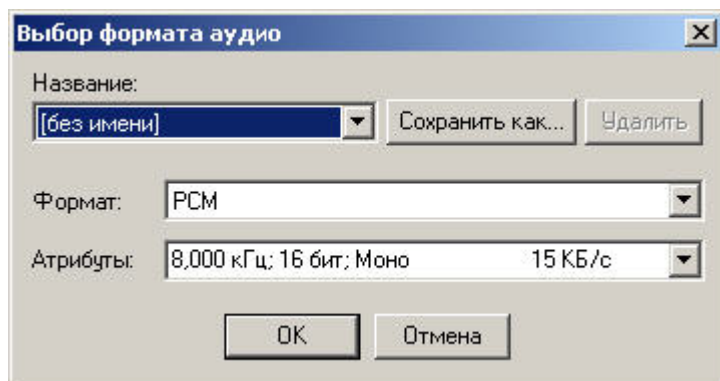 Выбор формата аудио
Название:
[без имени] Сохранить как... Удалить
Формат: PCM
Атрибуты: 8,000 кГц; 16 бит; Моно 15 КБ/с
OK Отмена